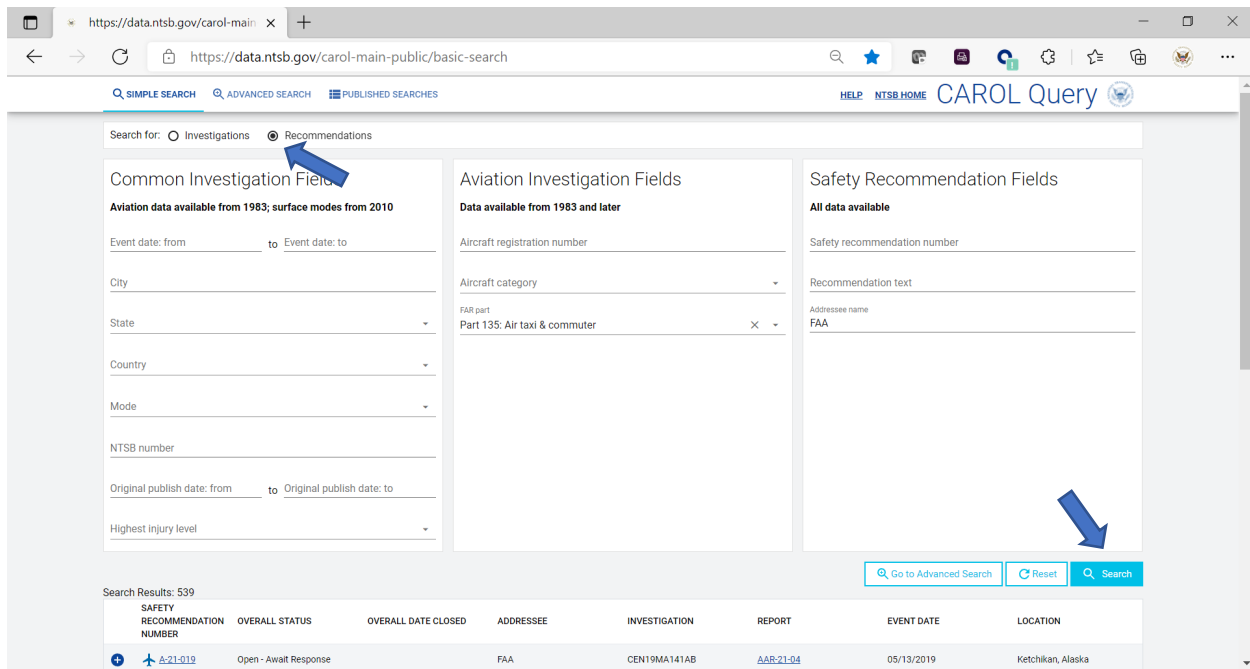 https://data.ntsb.gov/carol-main
https://data.ntsb.gov/carol-main-public/basic-search
SIMPLE SEARCH ADVANCED SEARCH PUBLISHED SEARCHES HELP NTSB HOME CAROL Query
Search for: Investigations Recommendations
Common Investigation Fields
Aviation data available from 1983; surface modes from 2010
Event date: from to Event date: to
City
State
Country
Mode
NTSB number
Original publish date: from to Original publish date: to
Highest injury level
Aviation Investigation Fields
Data available from 1983 and later
Aircraft registration number
Aircraft category
FAR part
Part 135: Air taxi & commuter
Safety Recommendation Fields
All data available
Safety recommendation number
Recommendation text
Addressee name
FAA
Go to Advanced Search Reset Search
Search Results: 539
SAFETY
RECOMMENDATION OVERALL STATUS OVERALL DATE CLOSED ADDRESSEE INVESTIGATION REPORT EVENT DATE LOCATION
NUMBER
A-21-019 Open - Await Response FAA CEN19MA141AB AAR-21-04 05/13/2019 Ketchikan, Alaska